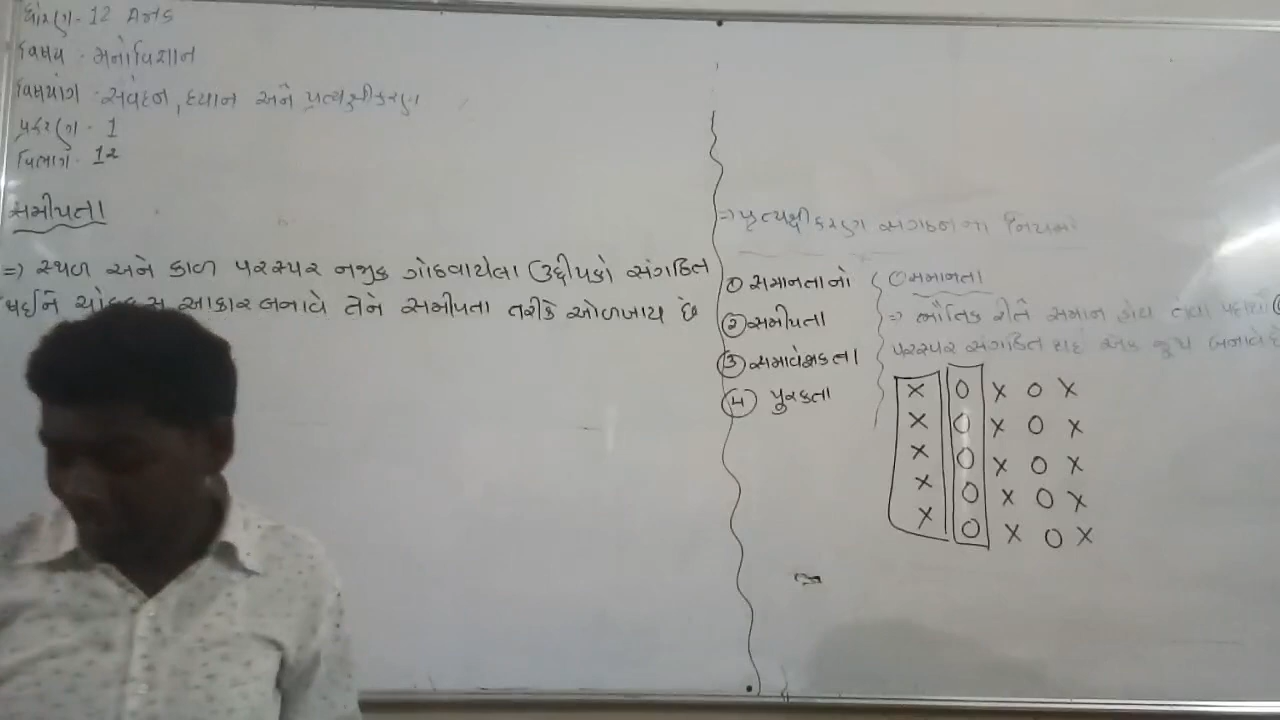 ધોરણ - 12 Arts
વિષય - મનોવિજ્ઞાન
વિષયાંગ - સંવેદન, ધ્યાન અને પ્રત્યક્ષીકરણ
પ્રકરણ - 1
વિભાગ - 12
સમીપતા
=> સ્થળ અને કાળ પરસ્પર નજીક ગોઠવાયેલા ઉદ્દીપકો સંગઠિત
થઈને ચોક્કસ આકાર બનાવે તેને સમીપતા તરીકે ઓળખાય છે
=> પ્રત્યક્ષીકરણ સંગઠનના નિયમો
① સમાનતાનો
② સમીપતા
③ સમાવેશકતા
④ પુરકતા
① સમાનતા
=> ભૌતિક રીતે સમાન હોય તેવા પદાર્થો
પરસ્પર સંગઠિત થઇ એક જૂથ બનાવે છે
X O X O X
X O X O X
X O X O X
X O X O X
X O X O X